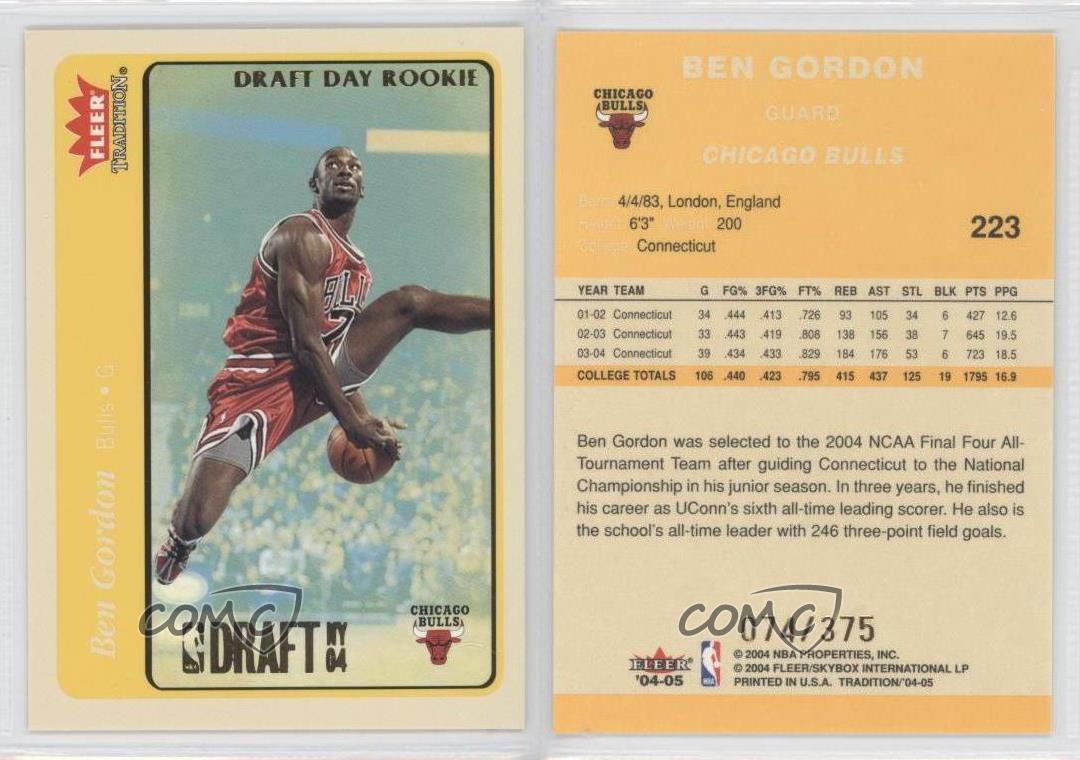 FLEER®
TRADITION®
Ben Gordon Bulls • G
DRAFT DAY ROOKIE
BULLS
7
COMC
DRAFT NY 04
CHICAGO
BULLS
BEN GORDON
GUARD
CHICAGO BULLS
CHICAGO
BULLS
Born: 4/4/83, London, England
Height: 6'3" Weight: 200
College: Connecticut
223
YEAR TEAM G FG% 3FG% FT% REB AST STL BLK PTS PPG
01-02 Connecticut 34 .444 .413 .726 93 105 34 6 427 12.6
02-03 Connecticut 33 .443 .419 .808 138 156 38 7 645 19.5
03-04 Connecticut 39 .434 .433 .829 184 176 53 6 723 18.5
COLLEGE TOTALS 106 .440 .423 .795 415 437 125 19 1795 16.9
Ben Gordon was selected to the 2004 NCAA Final Four All-
Tournament Team after guiding Connecticut to the National
Championship in his junior season. In three years, he finished
his career as UConn's sixth all-time leading scorer. He also is
the school's all-time leader with 246 three-point field goals.
COMC
074/375
FLEER
'04-05
NBA
© 2004 NBA PROPERTIES, INC.
© 2004 FLEER/SKYBOX INTERNATIONAL LP
PRINTED IN U.S.A. TRADITION/'04-05